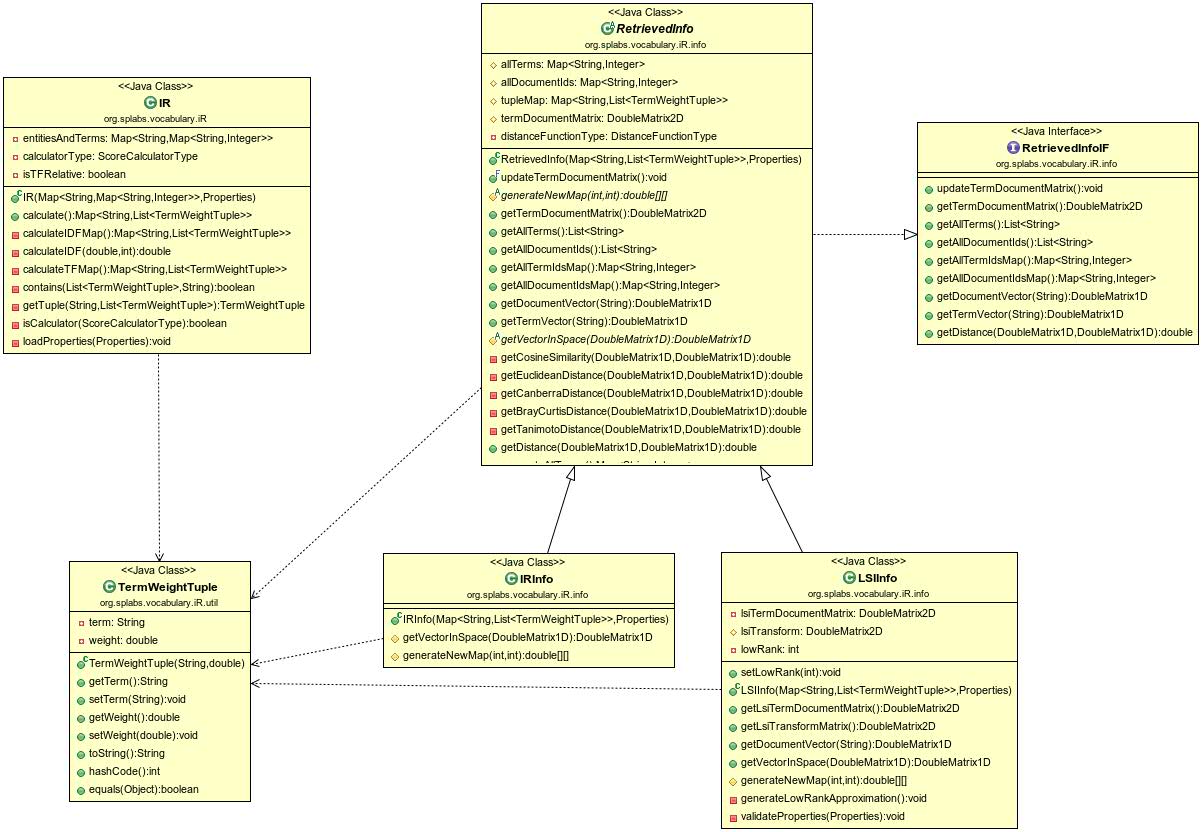 <<Java Class>>
RetrievedInfo
org.splabs.vocabulary.iR.info
allTerms: Map<String,Integer>
allDocumentIds: Map<String,Integer>
tupleMap: Map<String,List<TermWeightTuple>>
termDocumentMatrix: DoubleMatrix2D
distanceFunctionType: DistanceFunctionType
RetrievedInfo(Map<String,List<TermWeightTuple>>,Properties)
updateTermDocumentMatrix():void
generateNewMap(int,int):double[][]
getTermDocumentMatrix():DoubleMatrix2D
getAllTerms():List<String>
getAllDocumentIds():List<String>
getAllTermIdsMap():Map<String,Integer>
getAllDocumentIdsMap():Map<String,Integer>
getDocumentVector(String):DoubleMatrix1D
getTermVector(String):DoubleMatrix1D
getVectorInSpace(DoubleMatrix1D):DoubleMatrix1D
getCosineSimilarity(DoubleMatrix1D,DoubleMatrix1D):double
getEuclideanDistance(DoubleMatrix1D,DoubleMatrix1D):double
getCanberraDistance(DoubleMatrix1D,DoubleMatrix1D):double
getBrayCurtisDistance(DoubleMatrix1D,DoubleMatrix1D):double
getTanimotoDistance(DoubleMatrix1D,DoubleMatrix1D):double
getDistance(DoubleMatrix1D,DoubleMatrix1D):double
<<Java Class>>
IR
org.splabs.vocabulary.iR
entitiesAndTerms: Map<String,Map<String,Integer>>
calculatorType: ScoreCalculatorType
isTFRelative: boolean
IR(Map<String,Map<String,Integer>>,Properties)
calculate():Map<String,List<TermWeightTuple>>
calculateIDFMap():Map<String,List<TermWeightTuple>>
calculateIDF(double,int):double
calculateTFMap():Map<String,List<TermWeightTuple>>
contains(List<TermWeightTuple>,String):boolean
getTuple(String,List<TermWeightTuple>):TermWeightTuple
isCalculator(ScoreCalculatorType):boolean
loadProperties(Properties):void
<<Java Interface>>
RetrievedInfoIF
org.splabs.vocabulary.iR.info
updateTermDocumentMatrix():void
getTermDocumentMatrix():DoubleMatrix2D
getAllTerms():List<String>
getAllDocumentIds():List<String>
getAllTermIdsMap():Map<String,Integer>
getAllDocumentIdsMap():Map<String,Integer>
getDocumentVector(String):DoubleMatrix1D
getTermVector(String):DoubleMatrix1D
getDistance(DoubleMatrix1D,DoubleMatrix1D):double
<<Java Class>>
TermWeightTuple
org.splabs.vocabulary.iR.util
term: String
weight: double
TermWeightTuple(String,double)
getTerm():String
setTerm(String):void
getWeight():double
setWeight(double):void
toString():String
hashCode():int
equals(Object):boolean
<<Java Class>>
IRInfo
org.splabs.vocabulary.iR.info
IRInfo(Map<String,List<TermWeightTuple>>,Properties)
getVectorInSpace(DoubleMatrix1D):DoubleMatrix1D
generateNewMap(int,int):double[][]
<<Java Class>>
LSIInfo
org.splabs.vocabulary.iR.info
lsiTermDocumentMatrix: DoubleMatrix2D
lsiTransform: DoubleMatrix2D
lowRank: int
setLowRank(int):void
LSIInfo(Map<String,List<TermWeightTuple>>,Properties)
getLsiTermDocumentMatrix():DoubleMatrix2D
getLsiTransformMatrix():DoubleMatrix2D
getDocumentVector(String):DoubleMatrix1D
getVectorInSpace(DoubleMatrix1D):DoubleMatrix1D
generateNewMap(int,int):double[][]
generateLowRankApproximation():void
validateProperties(Properties):void